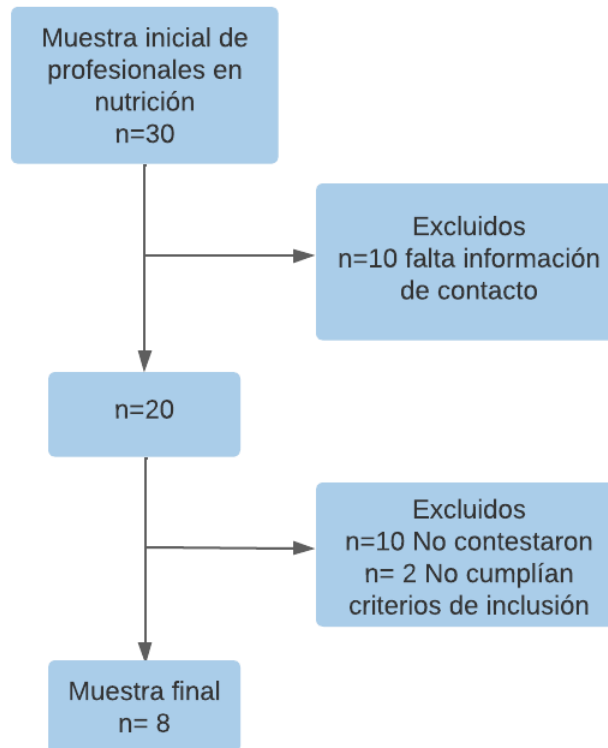 Muestra inicial de
profesionales en
nutrición
n=30
Excluidos
n=10 falta información
de contacto
n=20
Excluidos
n=10 No contestaron
n= 2 No cumplían
criterios de inclusión
Muestra final
n= 8